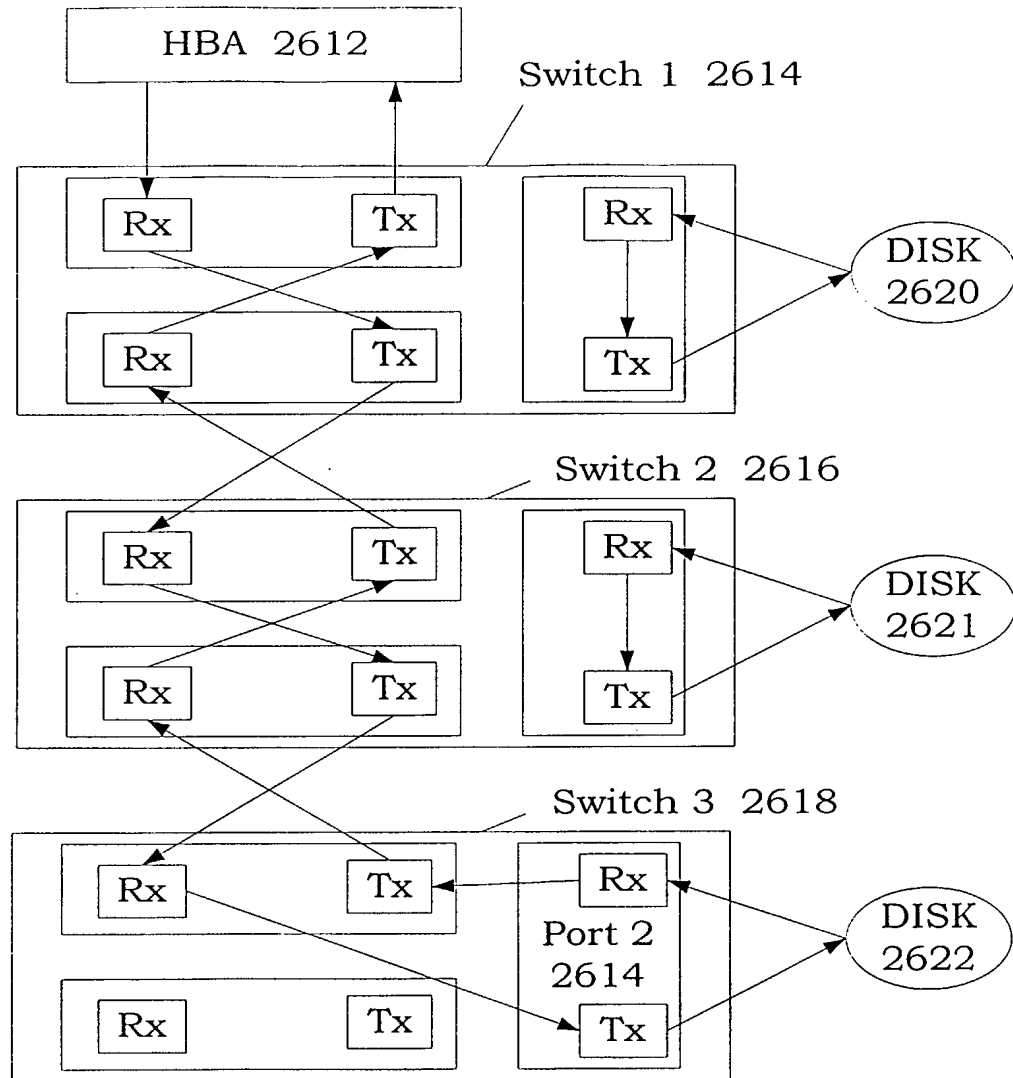 HBA 2612
Switch 1 2614
Rx
Tx
Rx
DISK
2620
Rx
Tx
Tx
Switch 2 2616
Rx
Tx
Rx
DISK
2621
Rx
Tx
Tx
Switch 3 2618
Rx
Tx
Rx
DISK
2622
Port 2
2614
Rx
Tx
Tx